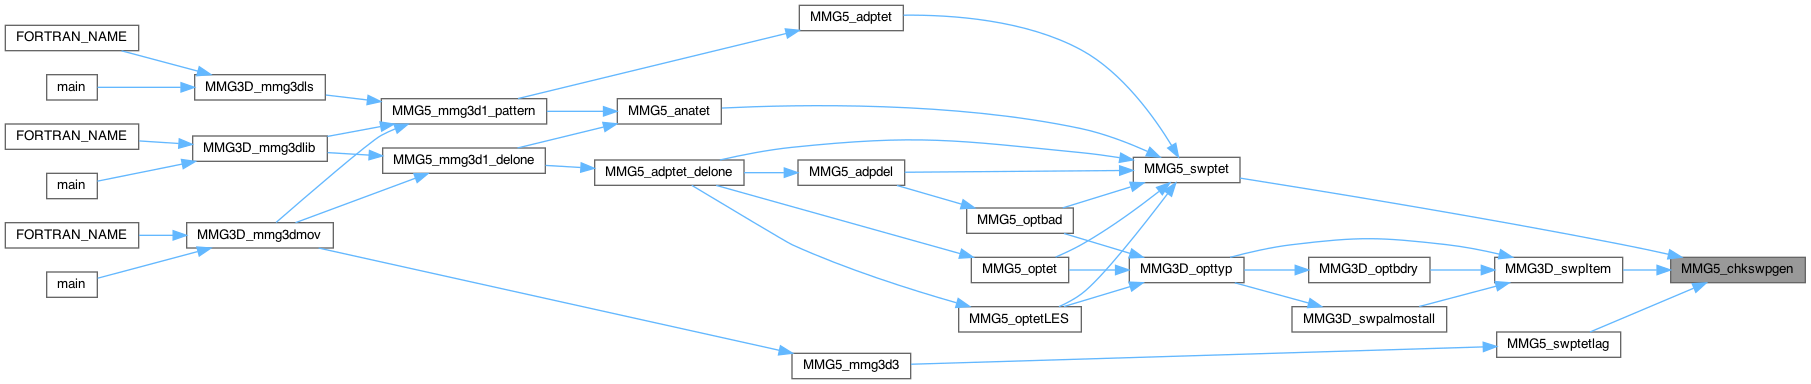 MMG5_adptet
FORTRAN_NAME
main
MMG3D_mmg3dls
MMG5_mmg3d1_pattern
MMG5_anatet
FORTRAN_NAME
MMG3D_mmg3dlib
main
MMG5_mmg3d1_delone
MMG5_adptet_delone
MMG5_adpdel
MMG5_swptet
MMG5_optbad
FORTRAN_NAME
MMG3D_mmg3dmov
main
MMG5_optet
MMG3D_opttyp
MMG3D_optbdry
MMG3D_swpItem
MMG5_chkswpgen
MMG5_optetLES
MMG3D_swpalmostall
MMG5_swptetlag
MMG5_mmg3d3